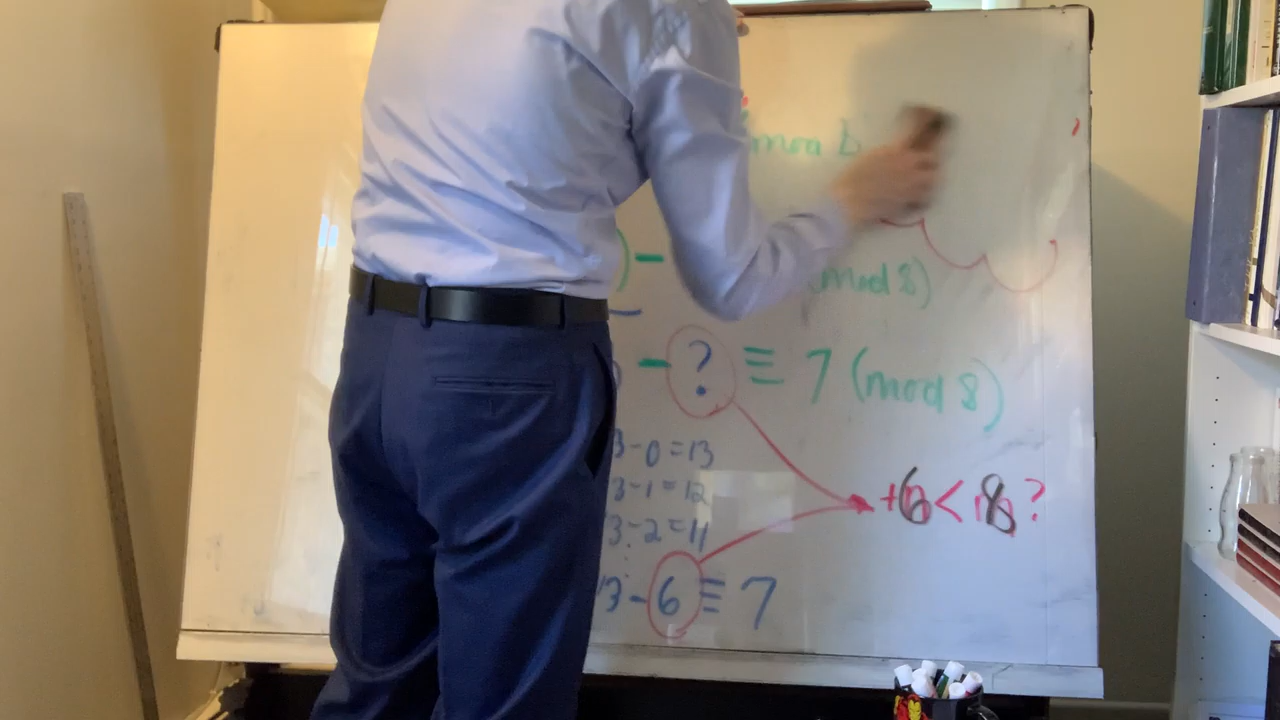 mod
- (mod 8)
- ? ≡ 7 (mod 8)
3-0=13
3-1=12
3-2=11
+6 < 8?
13-6≡7